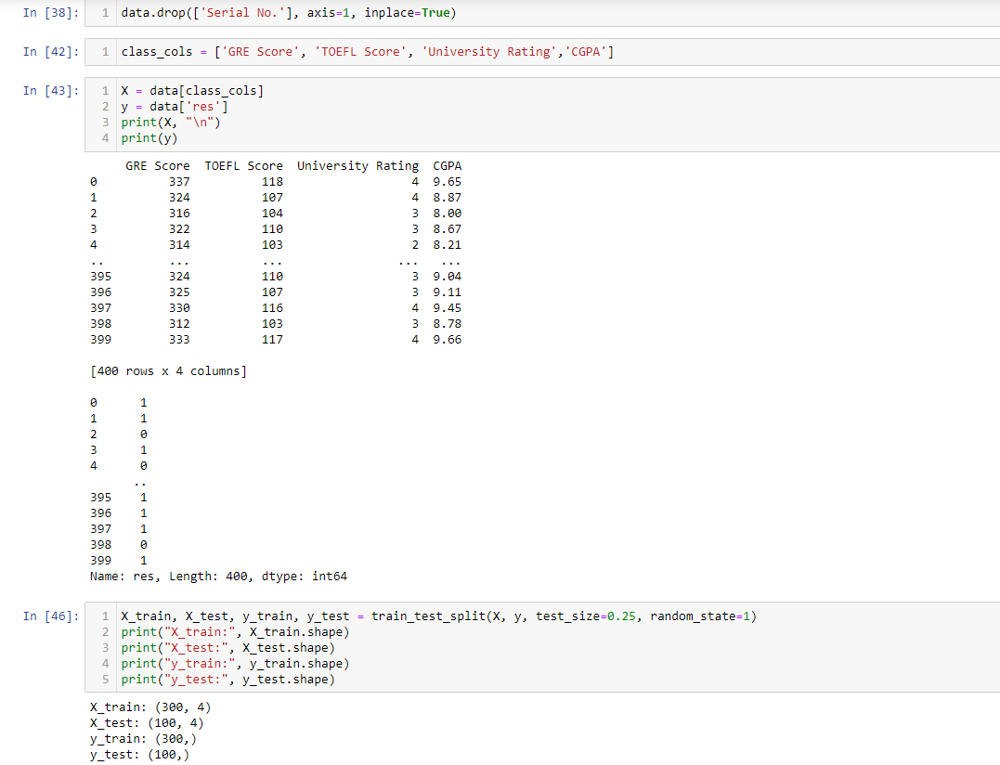 In [38]: 1 data.drop(['Serial No.'], axis=1, inplace=True)
In [42]: 1 class_cols = ['GRE Score', 'TOEFL Score', 'University Rating','CGPA']
In [43]: 1 X = data[class_cols]
2 y = data['res']
3 print(X, "\n")
4 print(y)
GRE Score TOEFL Score University Rating CGPA
0 337 118 4 9.65
1 324 107 4 8.87
2 316 104 3 8.00
3 322 110 3 8.67
4 314 103 2 8.21
.. ... ... ... ...
395 324 110 3 9.04
396 325 107 3 9.11
397 330 116 4 9.45
398 312 103 3 8.78
399 333 117 4 9.66
[400 rows x 4 columns]
0 1
1 1
2 0
3 1
4 0
..
395 1
396 1
397 1
398 0
399 1
Name: res, Length: 400, dtype: int64
In [46]: 1 X_train, X_test, y_train, y_test = train_test_split(X, y, test_size=0.25, random_state=1)
2 print("X_train:", X_train.shape)
3 print("X_test:", X_test.shape)
4 print("y_train:", y_train.shape)
5 print("y_test:", y_test.shape)
X_train: (300, 4)
X_test: (100, 4)
y_train: (300,)
y_test: (100,)